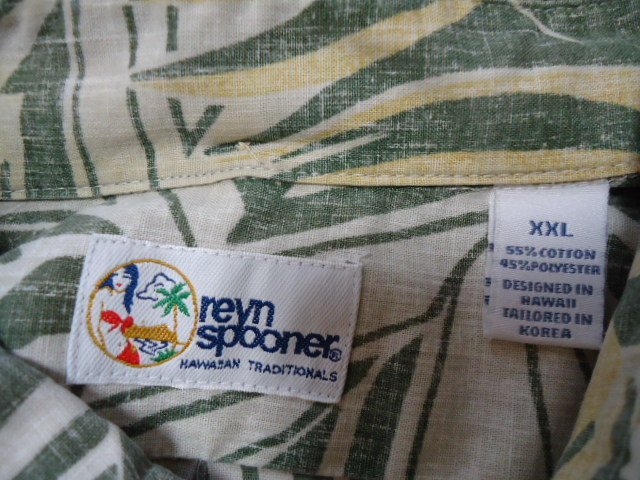 reyn
spooner®
HAWAIIAN TRADITIONALS
XXL
55% COTTON
45% POLYESTER
DESIGNED IN
HAWAII
TAILORED IN
KOREA